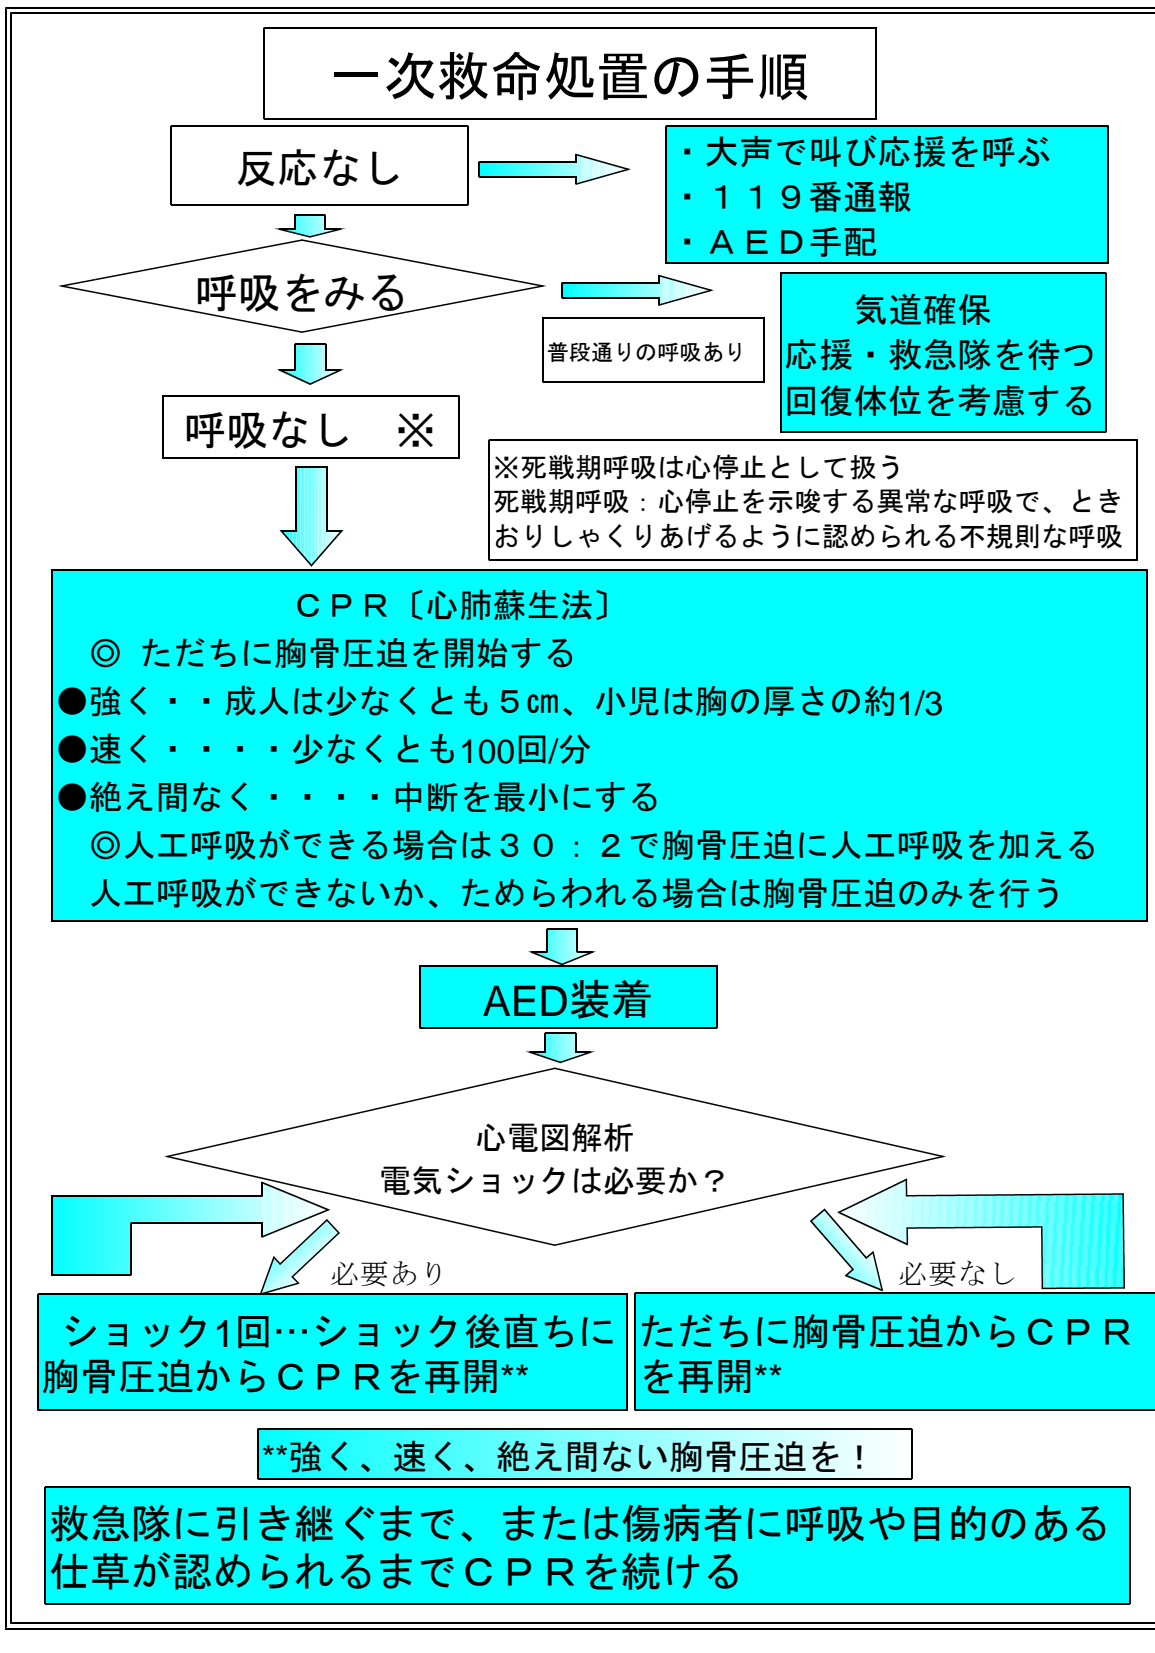 一次救命処置の手順
反応なし
・大声で叫び応援を呼ぶ
・119番通報
・AED手配
呼吸をみる
普段通りの呼吸あり
気道確保
応援・救急隊を待つ
回復体位を考慮する
呼吸なし ※
※死戦期呼吸は心停止として扱う
死戦期呼吸:心停止を示唆する異常な呼吸で、とき
おりしゃくりあげるように認められる不規則な呼吸
CPR〔心肺蘇生法〕
◎ ただちに胸骨圧迫を開始する
●強く・・成人は少なくとも5㎝、小児は胸の厚さの約1/3
●速く・・・・少なくとも100回/分
●絶え間なく・・・・中断を最小にする
◎人工呼吸ができる場合は30:2で胸骨圧迫に人工呼吸を加える
人工呼吸ができないか、ためらわれる場合は胸骨圧迫のみを行う
AED装着
心電図解析
電気ショックは必要か?
必要あり
必要なし
ショック1回…ショック後直ちに
胸骨圧迫からCPRを再開**
ただちに胸骨圧迫からCPR
を再開**
**強く、速く、絶え間ない胸骨圧迫を!
救急隊に引き継ぐまで、または傷病者に呼吸や目的のある
仕草が認められるまでCPRを続ける